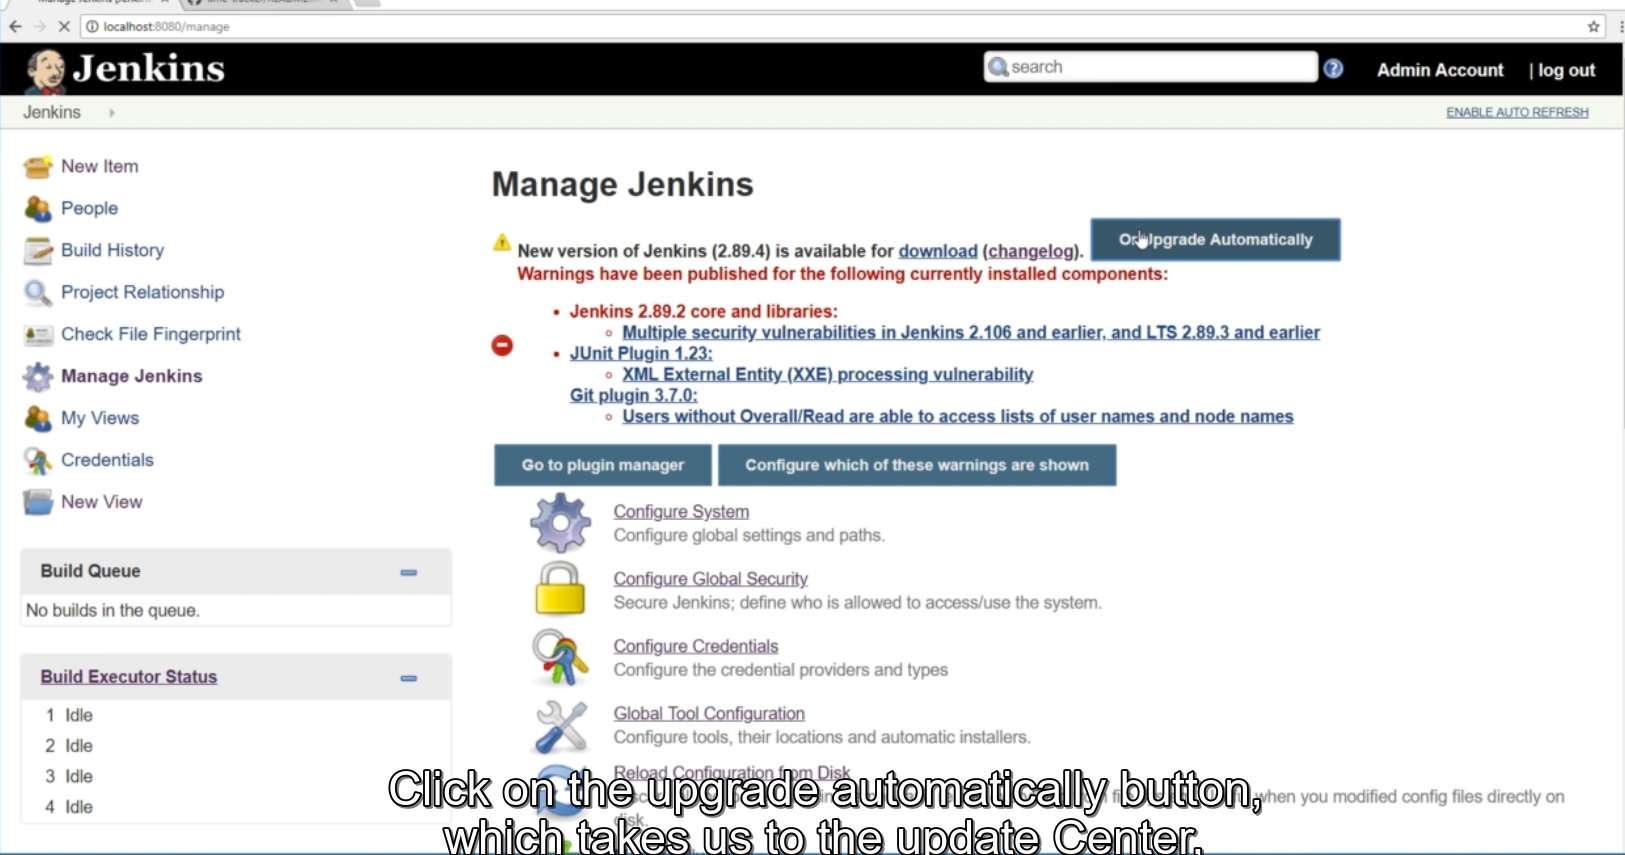 localhost:8080/manage
Jenkins
search
Admin Account | log out
Jenkins
ENABLE AUTO REFRESH
New Item
People
Build History
Project Relationship
Check File Fingerprint
Manage Jenkins
My Views
Credentials
New View
Build Queue
No builds in the queue.
Build Executor Status
1 Idle
2 Idle
3 Idle
4 Idle
Manage Jenkins
New version of Jenkins (2.89.4) is available for download (changelog).
Or Upgrade Automatically
Warnings have been published for the following currently installed components:
Jenkins 2.89.2 core and libraries:
Multiple security vulnerabilities in Jenkins 2.106 and earlier, and LTS 2.89.3 and earlier
JUnit Plugin 1.23:
XML External Entity (XXE) processing vulnerability
Git plugin 3.7.0:
Users without Overall/Read are able to access lists of user names and node names
Go to plugin manager
Configure which of these warnings are shown
Configure System
Configure global settings and paths.
Configure Global Security
Secure Jenkins; define who is allowed to access/use the system.
Configure Credentials
Configure the credential providers and types
Global Tool Configuration
Configure tools, their locations and automatic installers.
Reload Configuration from Disk
when you modified config files directly on
disk.
Click on the upgrade automatically button,
which takes us to the update Center.